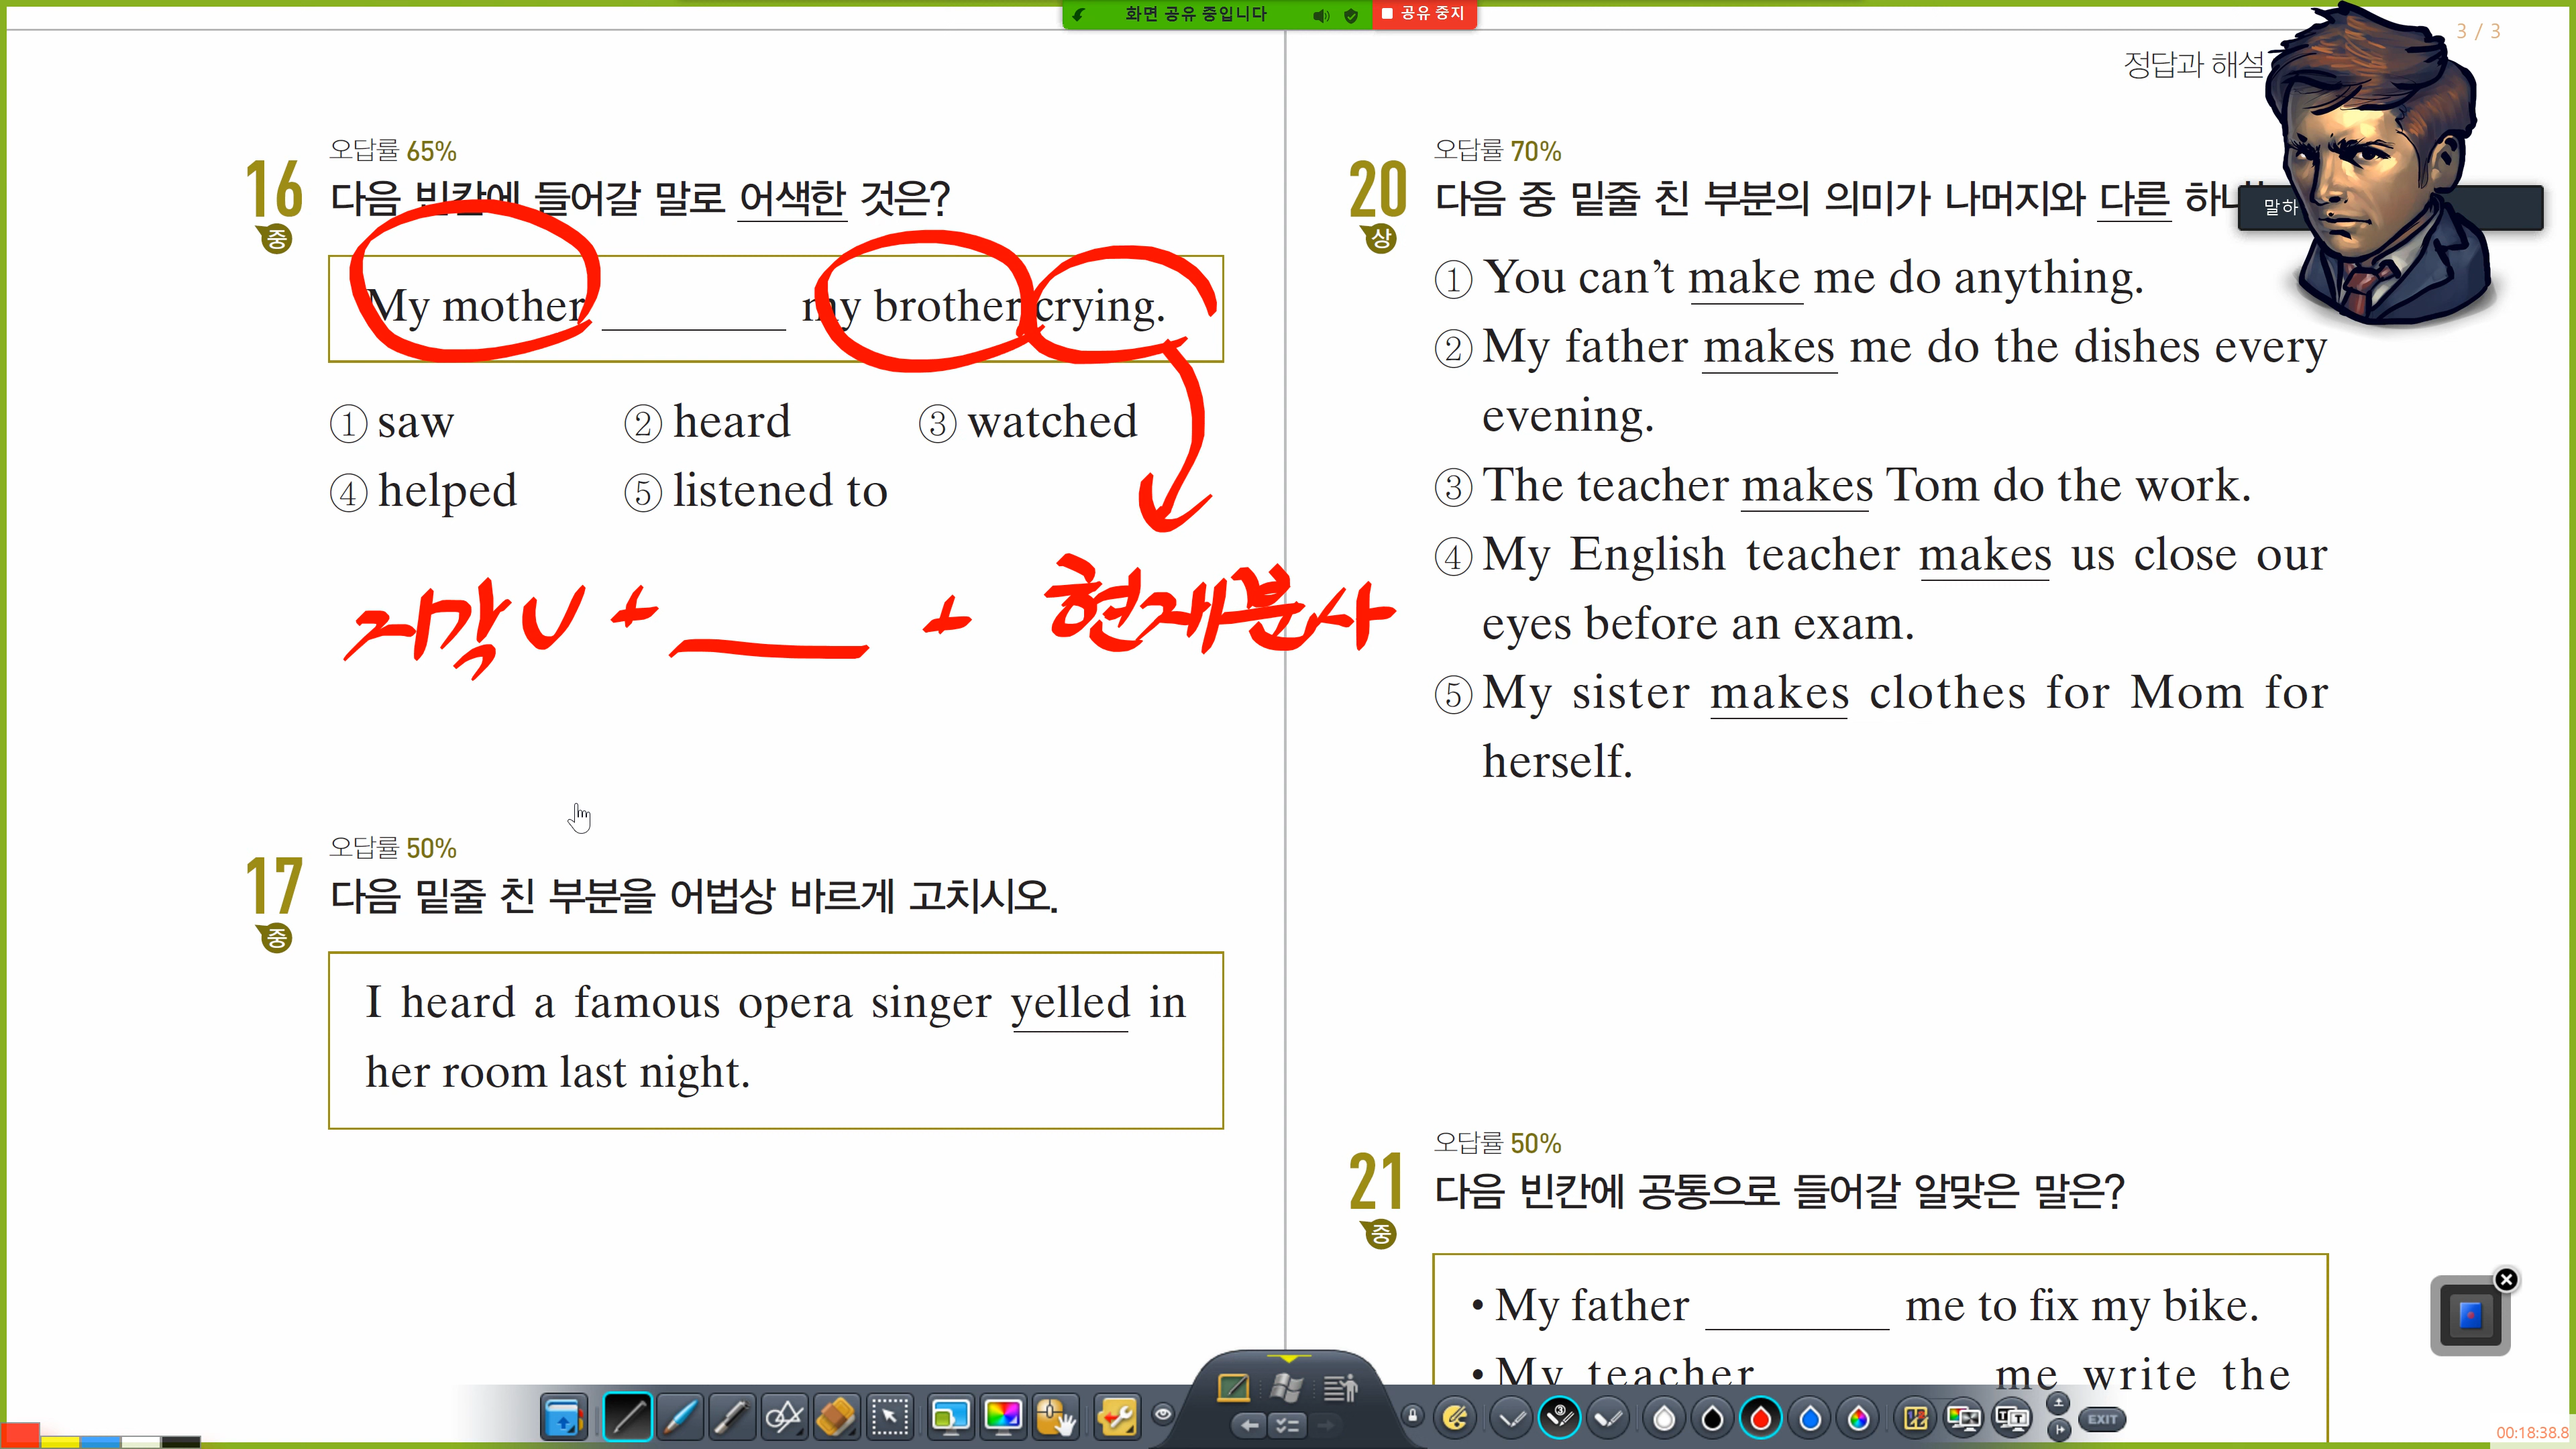 화면 공유 중입니다
공유 중지
3 / 3
정답과 해설
오답률 65%
16
중
다음 빈칸에 들어갈 말로 어색한 것은?
My mother ________ my brother crying.
① saw ② heard ③ watched
④ helped ⑤ listened to
지각V + ____ + 현재분사
오답률 50%
17
중
다음 밑줄 친 부분을 어법상 바르게 고치시오.
I heard a famous opera singer yelled in
her room last night.
오답률 70%
20
상
다음 중 밑줄 친 부분의 의미가 나머지와 다른
말하
① You can’t make me do anything.
② My father makes me do the dishes every
evening.
③ The teacher makes Tom do the work.
④ My English teacher makes us close our
eyes before an exam.
⑤ My sister makes clothes for Mom for
herself.
오답률 50%
21
중
다음 빈칸에 공통으로 들어갈 알맞은 말은?
• My father ________ me to fix my bike.
• My teacher me write the
EXIT
00:18:38.8